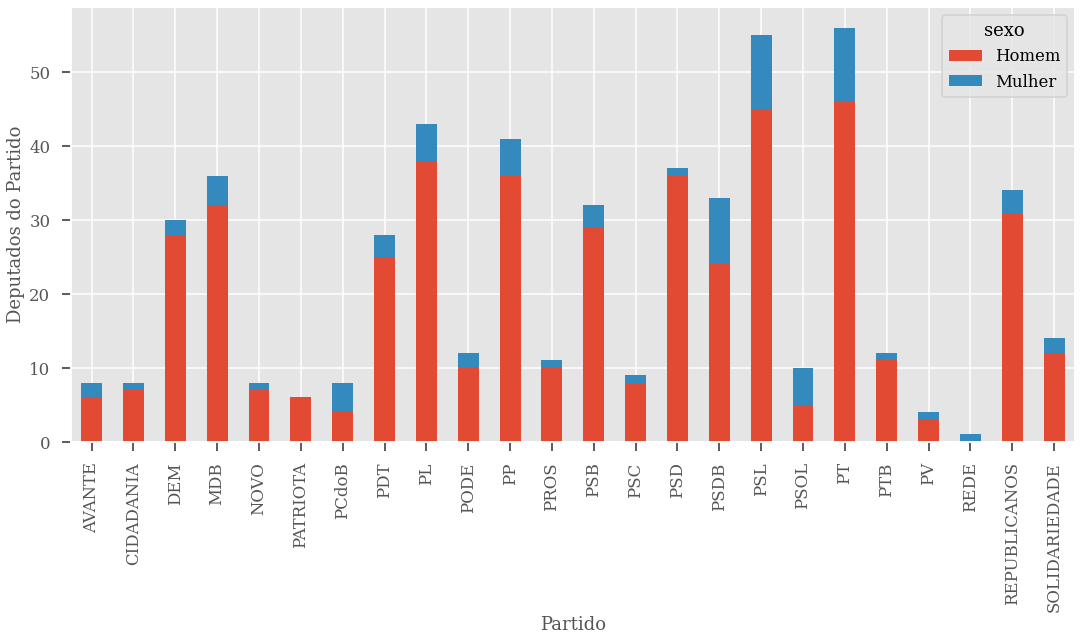 sexo
Homem
Mulher
Deputados do Partido
50
40
30
20
10
0
AVANTE
CIDADANIA
DEM
MDB
NOVO
PATRIOTA
PCdoB
PDT
PL
PODE
PP
PROS
PSB
PSC
PSD
PSDB
PSL
PSOL
PT
PTB
PV
REDE
REPUBLICANOS
SOLIDARIEDADE
Partido